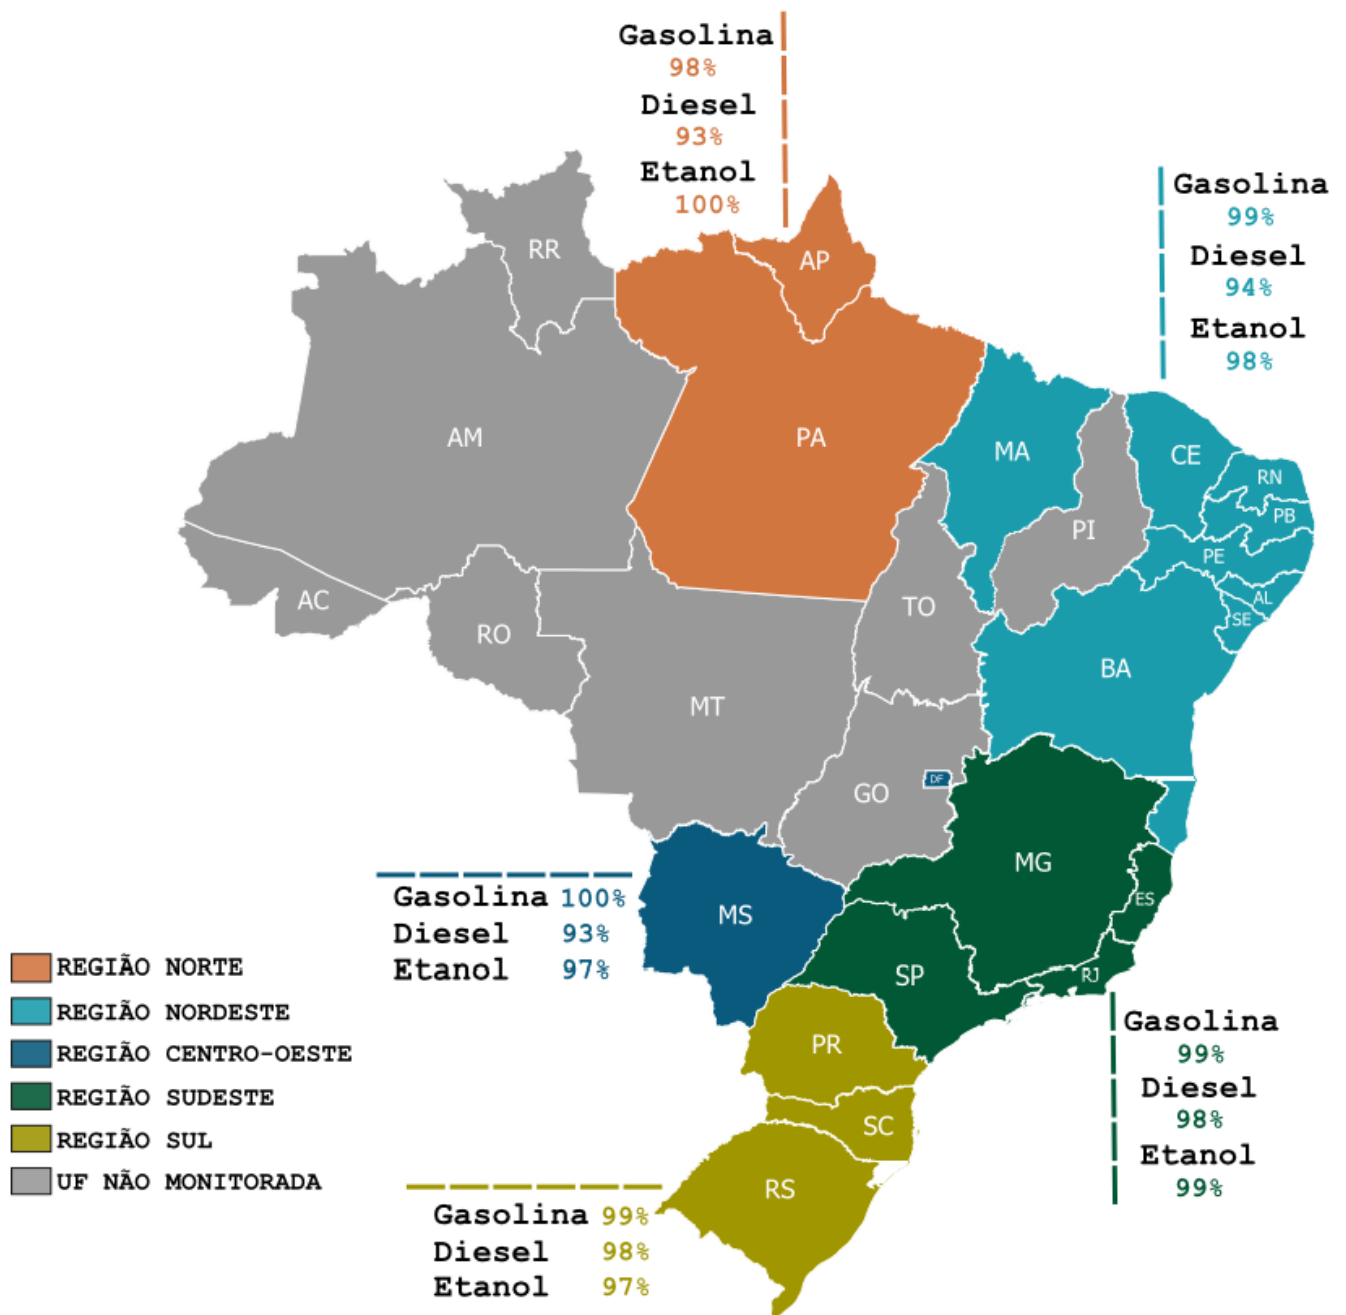 Gasolina
98%
Diesel
93%
Etanol
100%
Gasolina
99%
Diesel
94%
Etanol
98%
RR
AP
AM
PA
MA
CE
RN
PB
PI
PE
AL
SE
AC
RO
TO
BA
MT
GO
DF
MG
ES
MS
SP
RJ
PR
SC
RS
Gasolina 100%
Diesel 93%
Etanol 97%
REGIÃO NORTE
REGIÃO NORDESTE
REGIÃO CENTRO-OESTE
REGIÃO SUDESTE
REGIÃO SUL
UF NÃO MONITORADA
Gasolina
99%
Diesel
98%
Etanol
99%
Gasolina 99%
Diesel 98%
Etanol 97%